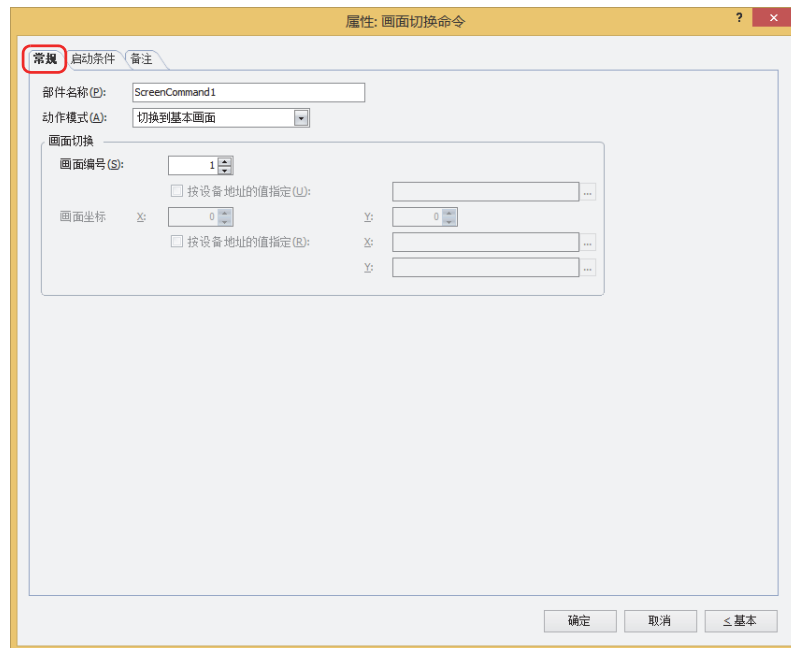 属性: 画面切换命令
? ×
常规 启动条件 备注
部件名称(P): ScreenCommand1
动作模式(A): 切换到基本画面
画面切换
画面编号(S): 1
按设备地址的值指定(U): ...
画面坐标 X: 0 Y: 0
按设备地址的值指定(R): X: ...
Y: ...
确定 取消 ≤基本